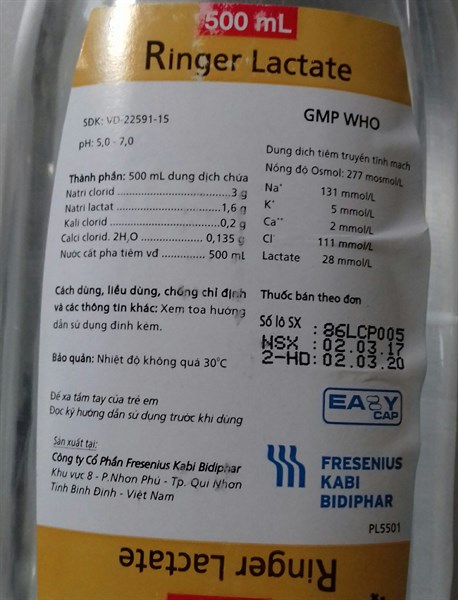 500 mL
Ringer Lactate
SĐK: VD-22591-15
pH: 5,0 - 7,0
GMP WHO
Thành phần: 500 mL dung dịch chứa
Natri clorid ..............................3 g
Natri lactat ...........................1,6 g
Kali clorid ............................0,2 g
Calci clorid. 2H₂O ................ 0,135 g
Nước cất pha tiêm vđ ........... 500 mL
Dung dịch tiêm truyền tĩnh mạch
Nồng độ Osmol: 277 mosmol/L
Na⁺ 131 mmol/L
K⁺ 5 mmol/L
Ca⁺⁺ 2 mmol/L
Cl⁻ 111 mmol/L
Lactate 28 mmol/L
Cách dùng, liều dùng, chống chỉ định
và các thông tin khác: Xem toa hướng
dẫn sử dụng đính kèm.
Bảo quản: Nhiệt độ không quá 30°C
Thuốc bán theo đơn
Số lô SX : 86LCP005
NSX : 02.03.17
2-HD: 02.03.20
Để xa tầm tay của trẻ em
Đọc kỹ hướng dẫn sử dụng trước khi dùng
EASY
CAP
Sản xuất tại:
Công ty Cổ Phần Fresenius Kabi Bidiphar
Khu vực 8 - P.Nhơn Phú - Tp. Qui Nhơn
Tỉnh Bình Định - Việt Nam
FRESENIUS
KABI
BIDIPHAR
PL5501
Ringer Lactate